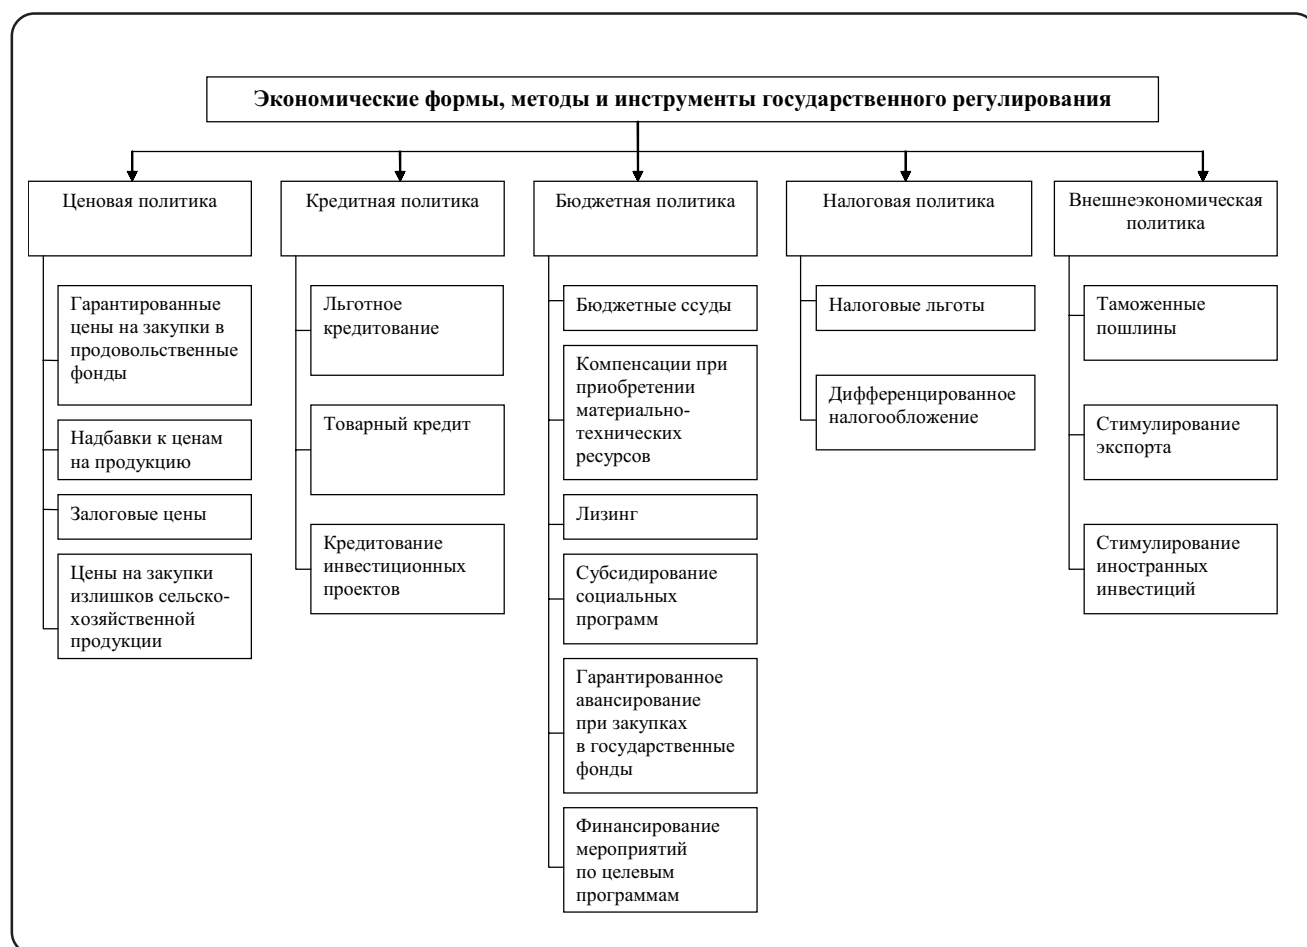 Экономические формы, методы и инструменты государственного регулирования
Ценовая политика
Гарантированные
цены на закупки в
продовольственные
фонды
Надбавки к ценам
на продукцию
Залоговые цены
Цены на закупки
излишков сельско-
хозяйственной
продукции
Кредитная политика
Льготное
кредитование
Товарный кредит
Кредитование
инвестиционных
проектов
Бюджетная политика
Бюджетные ссуды
Компенсации при
приобретении
материально-
технических
ресурсов
Лизинг
Субсидирование
социальных
программ
Гарантированное
авансирование
при закупках
в государственные
фонды
Финансирование
мероприятий
по целевым
программам
Налоговая политика
Налоговые льготы
Дифференцированное
налогообложение
Внешнеэкономическая
политика
Таможенные
пошлины
Стимулирование
экспорта
Стимулирование
иностранных
инвестиций